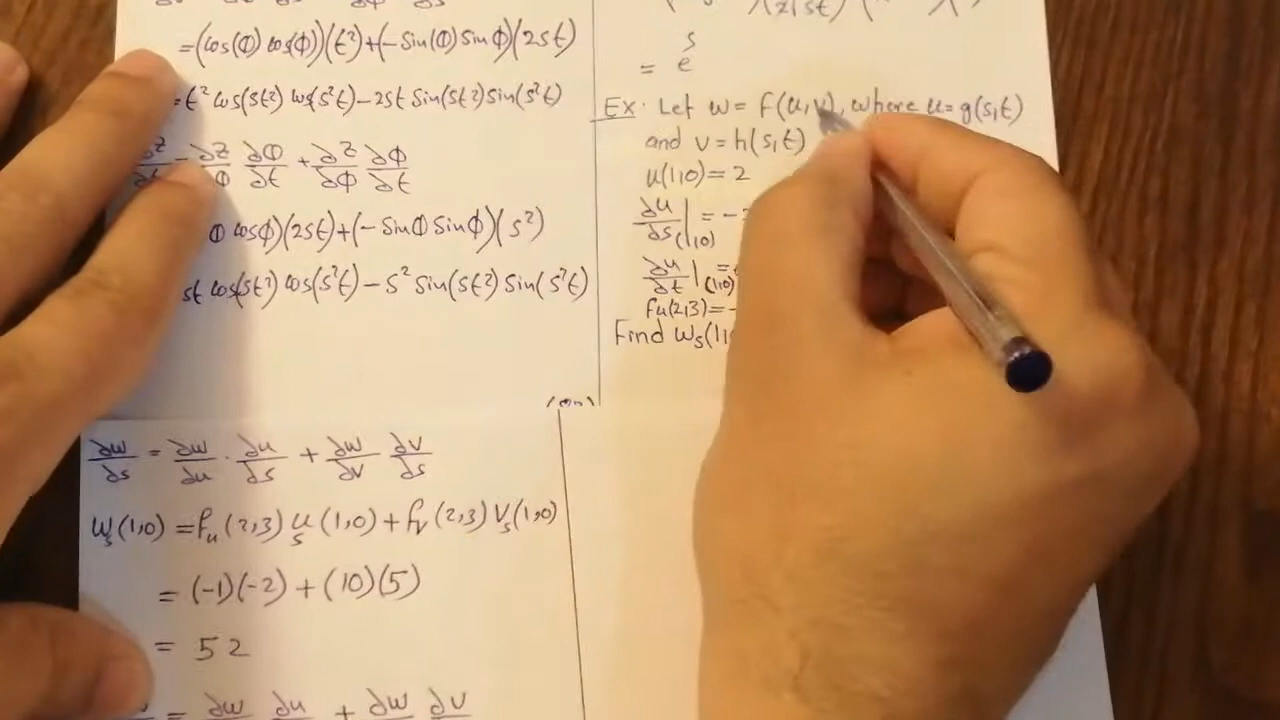 =(cos(Φ) cos(ϕ))(t²)+(-Sin(Φ) Sin ϕ)(2st)
=t² cos(st²) cos(s²t) - 2st Sin(st²) sin(s²t)
∂Z = ∂Z ∂Φ/∂t + ∂Z/∂ϕ ∂ϕ/∂t
Φ cosϕ)(2st)+(-SinΦ Sinϕ)(s²)
st cos(st²) cos(s²t) - s² Sin(st²) Sin(s²t)
∂w/∂s = ∂w/∂u · ∂u/∂s + ∂w/∂v ∂v/∂s
Ws(1,0) = fu(2,3) us(1,0) + fv(2,3) Vs(1,0)
= (-1)(-2) + (10)(5)
= 52
= ∂w ∂u + ∂w ∂v
= e^s
Ex. Let w= f(u,v), where u= g(s,t)
and v = h(s,t)
u(1,0) = 2
∂u/∂s|(1,0) = -
∂u/∂t|(1,0) =
fu(2,3) = -
Find Ws(1,